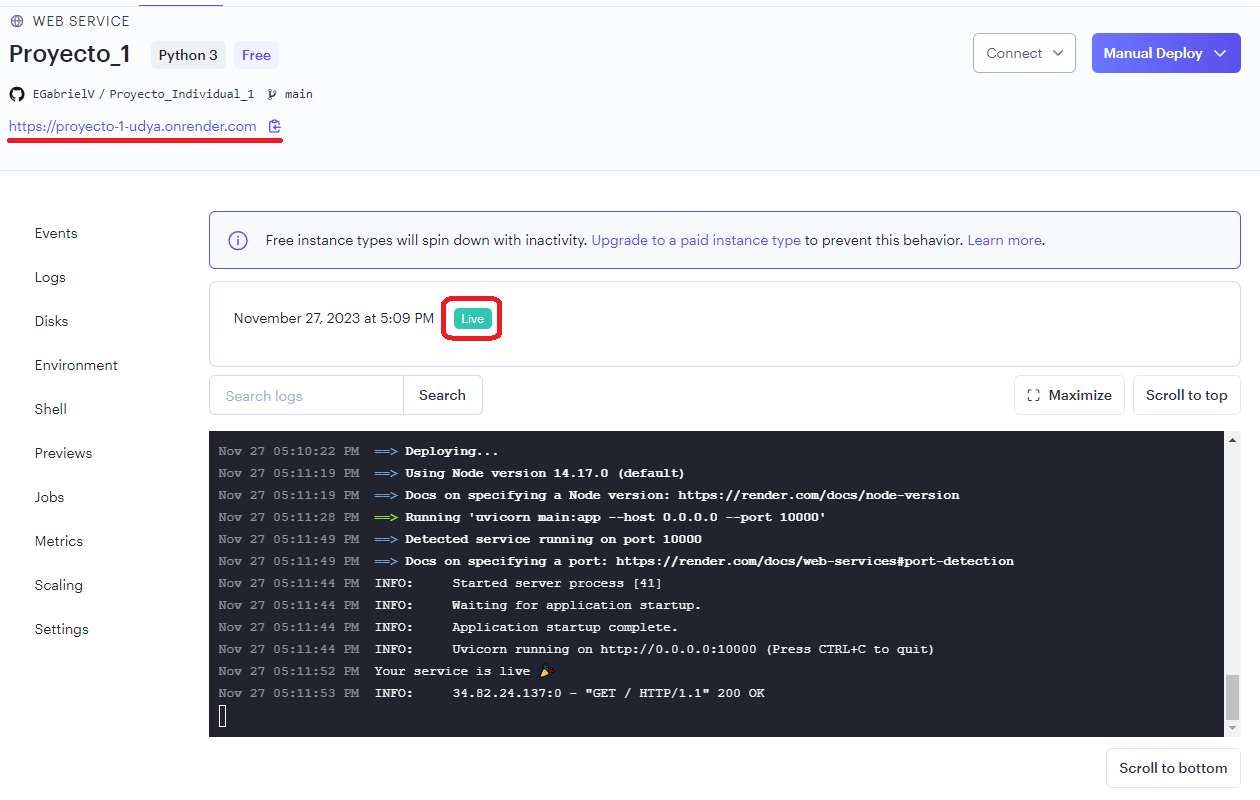 WEB SERVICE
Proyecto_1 Python 3 Free Connect Manual Deploy
EGabrielV / Proyecto_Individual_1 main
https://proyecto-1-udya.onrender.com
Events
Logs
Disks
Environment
Shell
Previews
Jobs
Metrics
Scaling
Settings
Free instance types will spin down with inactivity. Upgrade to a paid instance type to prevent this behavior. Learn more.
November 27, 2023 at 5:09 PM Live
Search logs Search Maximize Scroll to top
Nov 27 05:10:22 PM ==> Deploying...
Nov 27 05:11:19 PM ==> Using Node version 14.17.0 (default)
Nov 27 05:11:19 PM ==> Docs on specifying a Node version: https://render.com/docs/node-version
Nov 27 05:11:28 PM ==> Running 'uvicorn main:app --host 0.0.0.0 --port 10000'
Nov 27 05:11:49 PM ==> Detected service running on port 10000
Nov 27 05:11:49 PM ==> Docs on specifying a port: https://render.com/docs/web-services#port-detection
Nov 27 05:11:44 PM INFO: Started server process [41]
Nov 27 05:11:44 PM INFO: Waiting for application startup.
Nov 27 05:11:44 PM INFO: Application startup complete.
Nov 27 05:11:44 PM INFO: Uvicorn running on http://0.0.0.0:10000 (Press CTRL+C to quit)
Nov 27 05:11:52 PM Your service is live 🎉
Nov 27 05:11:53 PM INFO: 34.82.24.137:0 - "GET / HTTP/1.1" 200 OK
Scroll to bottom